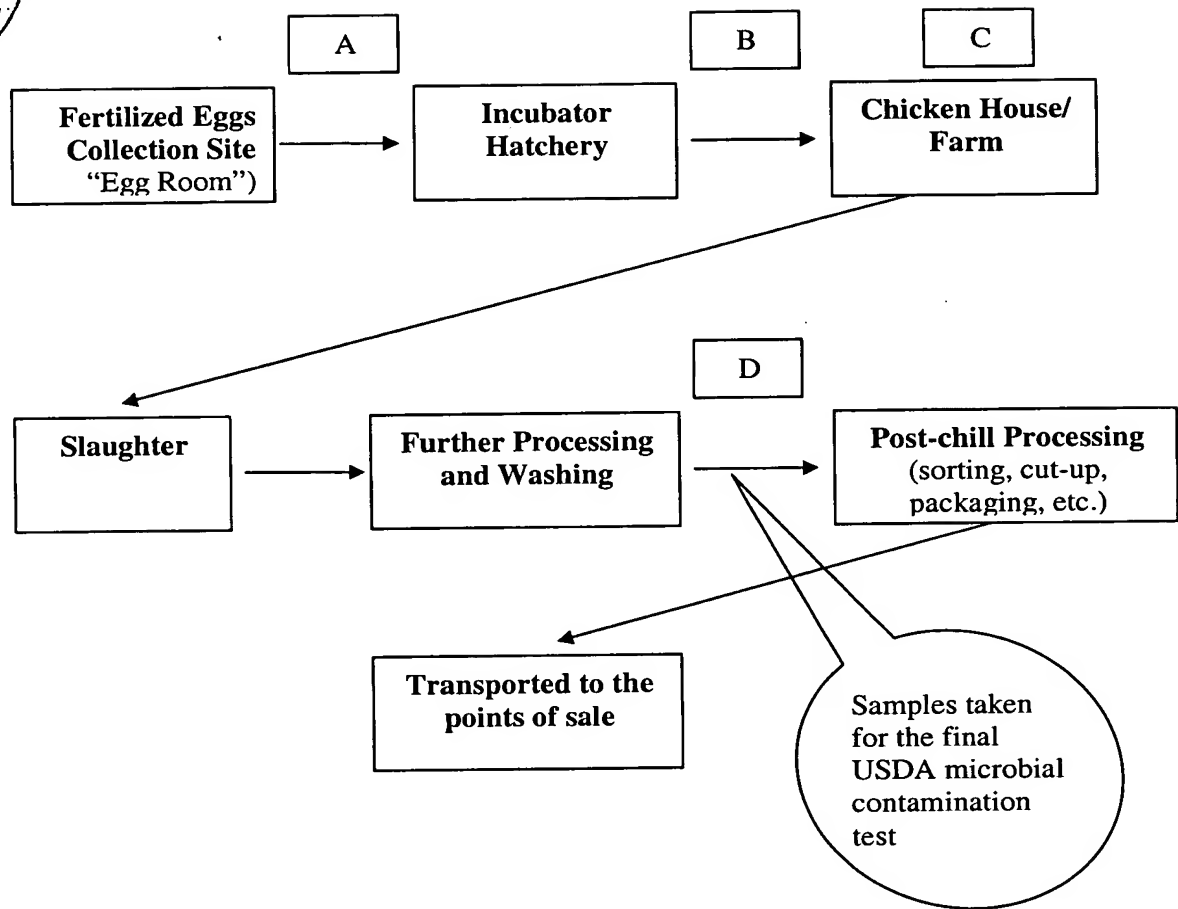 A
B
C
Fertilized Eggs
Collection Site
“Egg Room”)
Incubator
Hatchery
Chicken House/
Farm
D
Slaughter
Further Processing
and Washing
Post-chill Processing
(sorting, cut-up,
packaging, etc.)
Transported to the
points of sale
Samples taken
for the final
USDA microbial
contamination
test